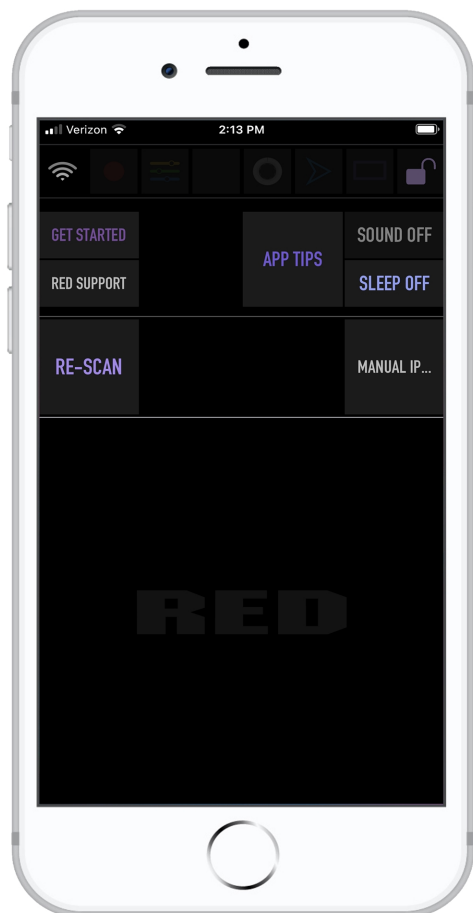 Verizon 2:13 PM
GET STARTED
RED SUPPORT
APP TIPS
SOUND OFF
SLEEP OFF
RE-SCAN
MANUAL IP...
RED